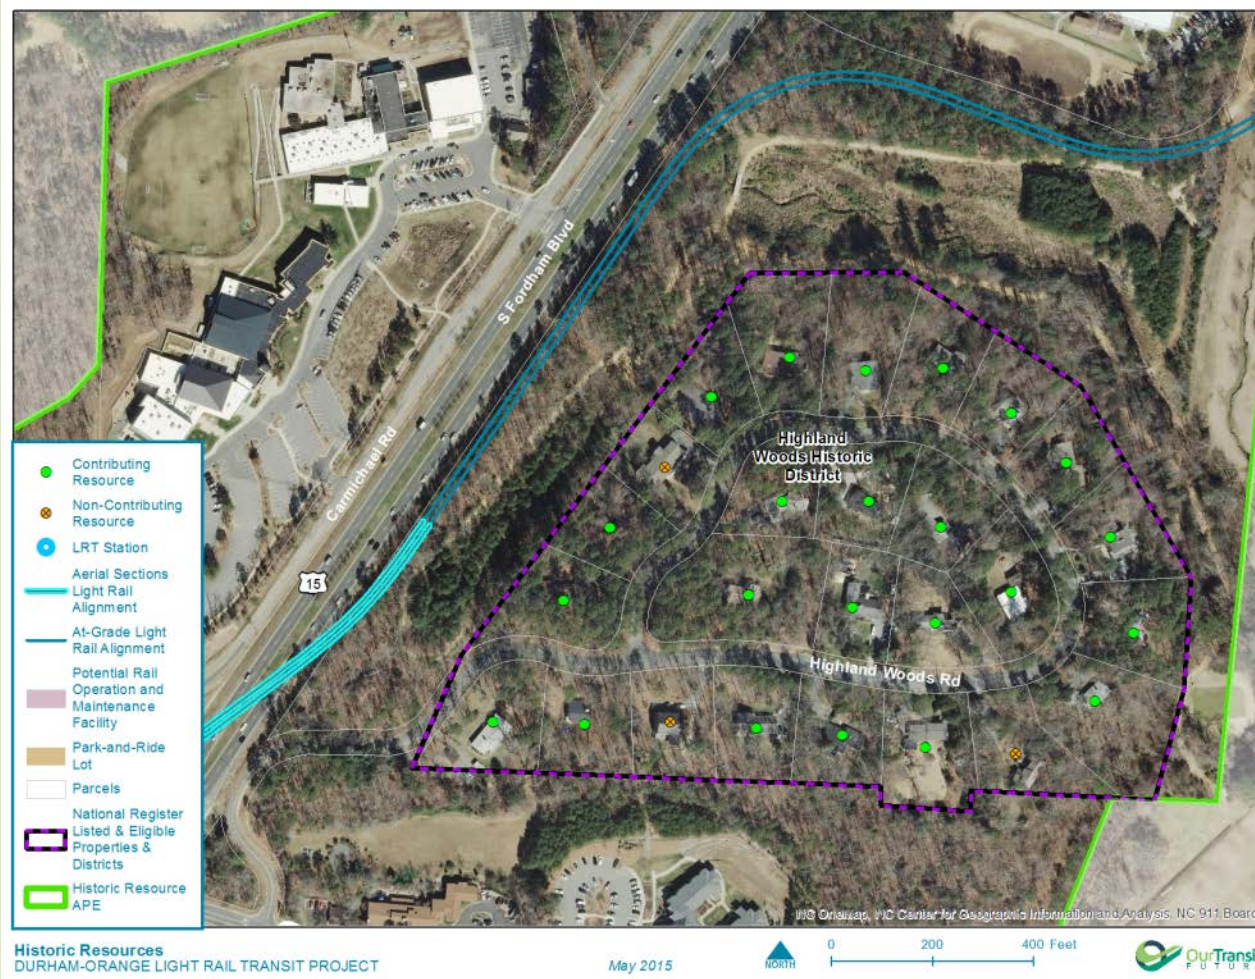 S Fordham Blvd
Carmichael Rd
15
Highland
Woods Historic
District
Highland Woods Rd
Contributing
Resource
Non-Contributing
Resource
LRT Station
Aerial Sections
Light Rail
Alignment
At-Grade Light
Rail Alignment
Potential Rail
Operation and
Maintenance
Facility
Park-and-Ride
Lot
Parcels
National Register
Listed & Eligible
Properties &
Districts
Historic Resource
APE
NC OneMap, NC Center for Geographic Information and Analysis, NC 911 Board
Historic Resources
DURHAM-ORANGE LIGHT RAIL TRANSIT PROJECT
May 2015
NORTH
0 200 400 Feet
OurTransi
FUTUR